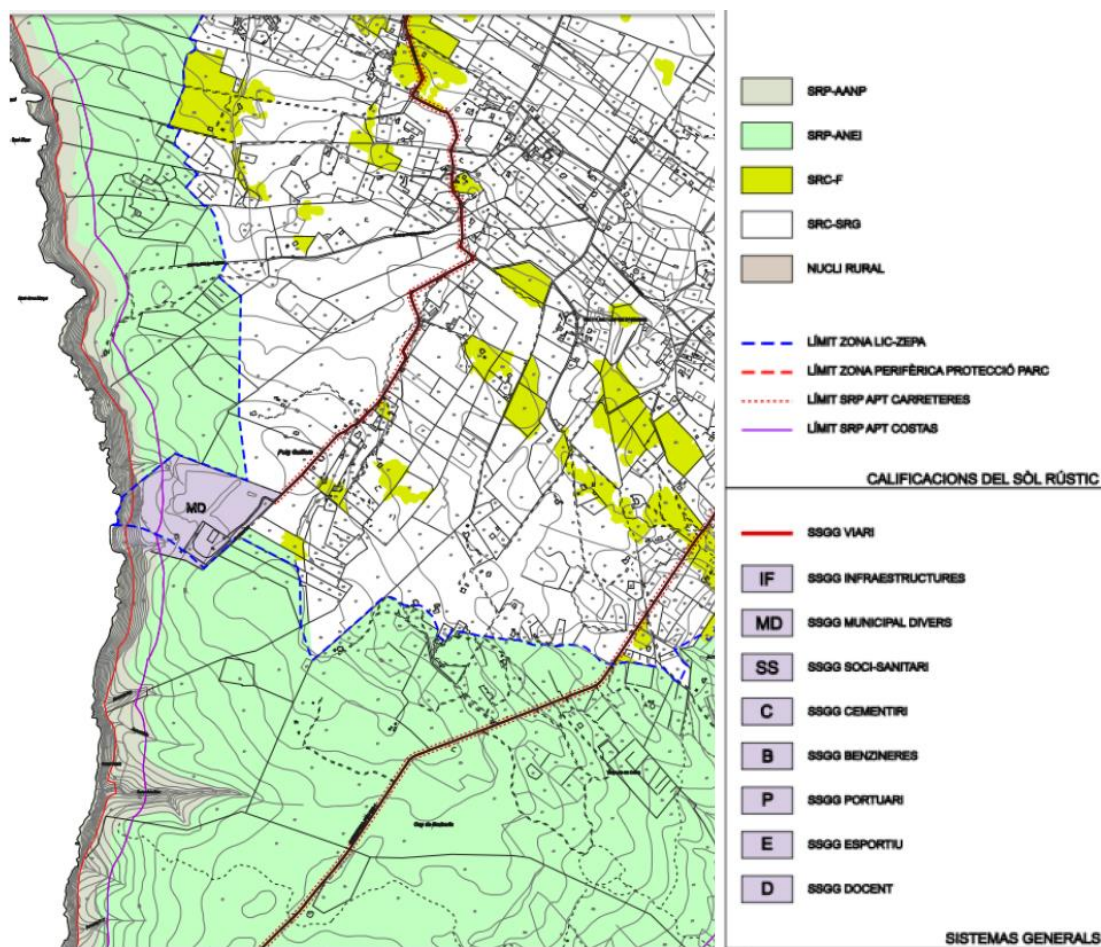 SRP-AANP
SRP-ANEI
SRC-F
SRC-SRG
NUCLI RURAL
LÍMIT ZONA LIC-ZEPA
LÍMIT ZONA PERIFÈRICA PROTECCIÓ PARC
LÍMIT SRP APT CARRETERES
LÍMIT SRP APT COSTAS
CALIFICACIONS DEL SÒL RÚSTIC
SSGG VIARI
IF SSGG INFRAESTRUCTURES
MD SSGG MUNICIPAL DIVERS
SS SSGG SOCI-SANITARI
C SSGG CEMENTIRI
B SSGG BENZINERES
P SSGG PORTUARI
E SSGG ESPORTIU
D SSGG DOCENT
SISTEMAS GENERALS
MD